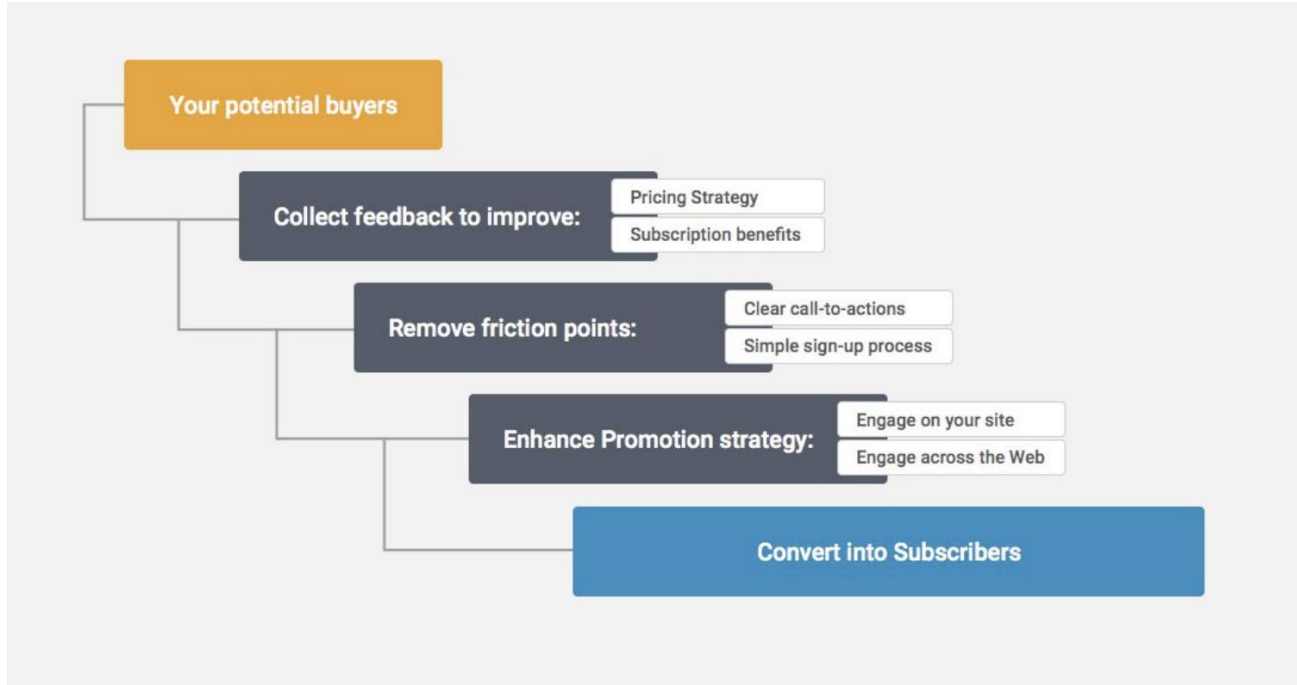 Your potential buyers
Collect feedback to improve:
Pricing Strategy
Subscription benefits
Remove friction points:
Clear call-to-actions
Simple sign-up process
Enhance Promotion strategy:
Engage on your site
Engage across the Web
Convert into Subscribers